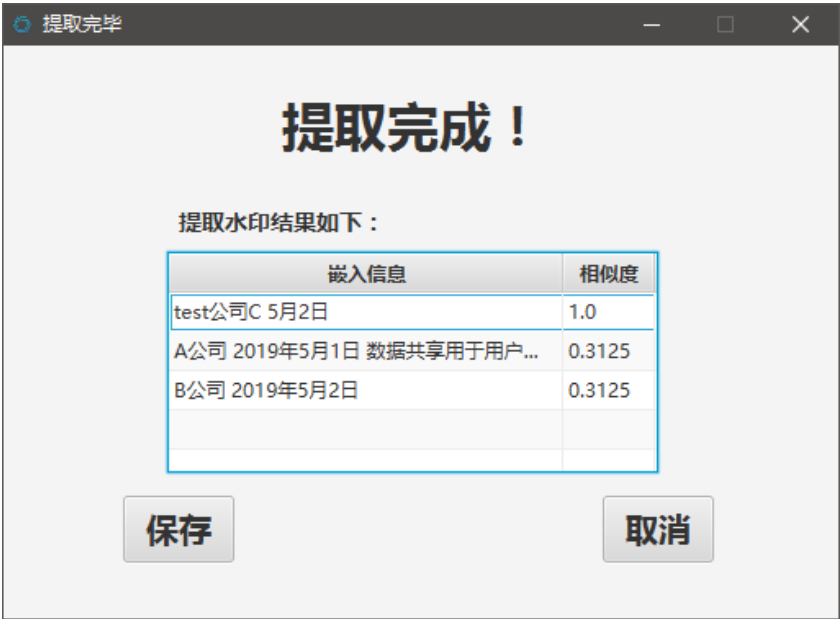 提取完毕
提取完成！
提取水印结果如下：
嵌入信息 相似度
test公司C 5月2日 1.0
A公司 2019年5月1日 数据共享用于用户... 0.3125
B公司 2019年5月2日 0.3125
保存 取消